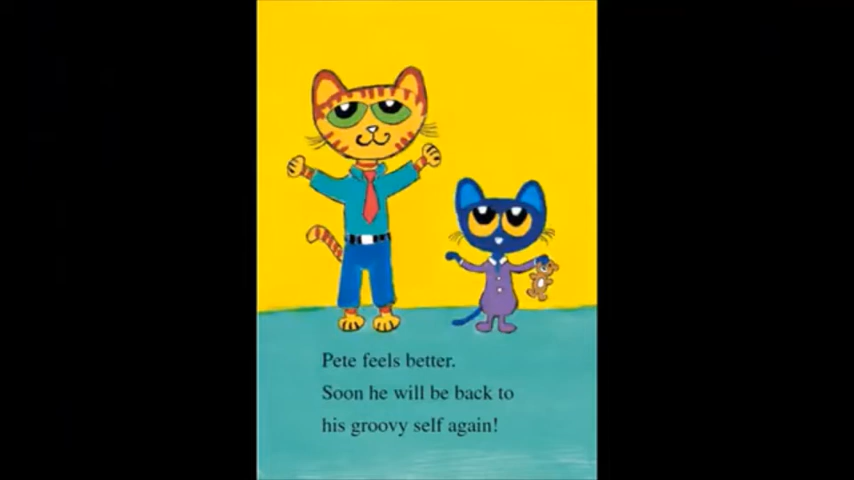 Pete feels better.
Soon he will be back to
his groovy self again!